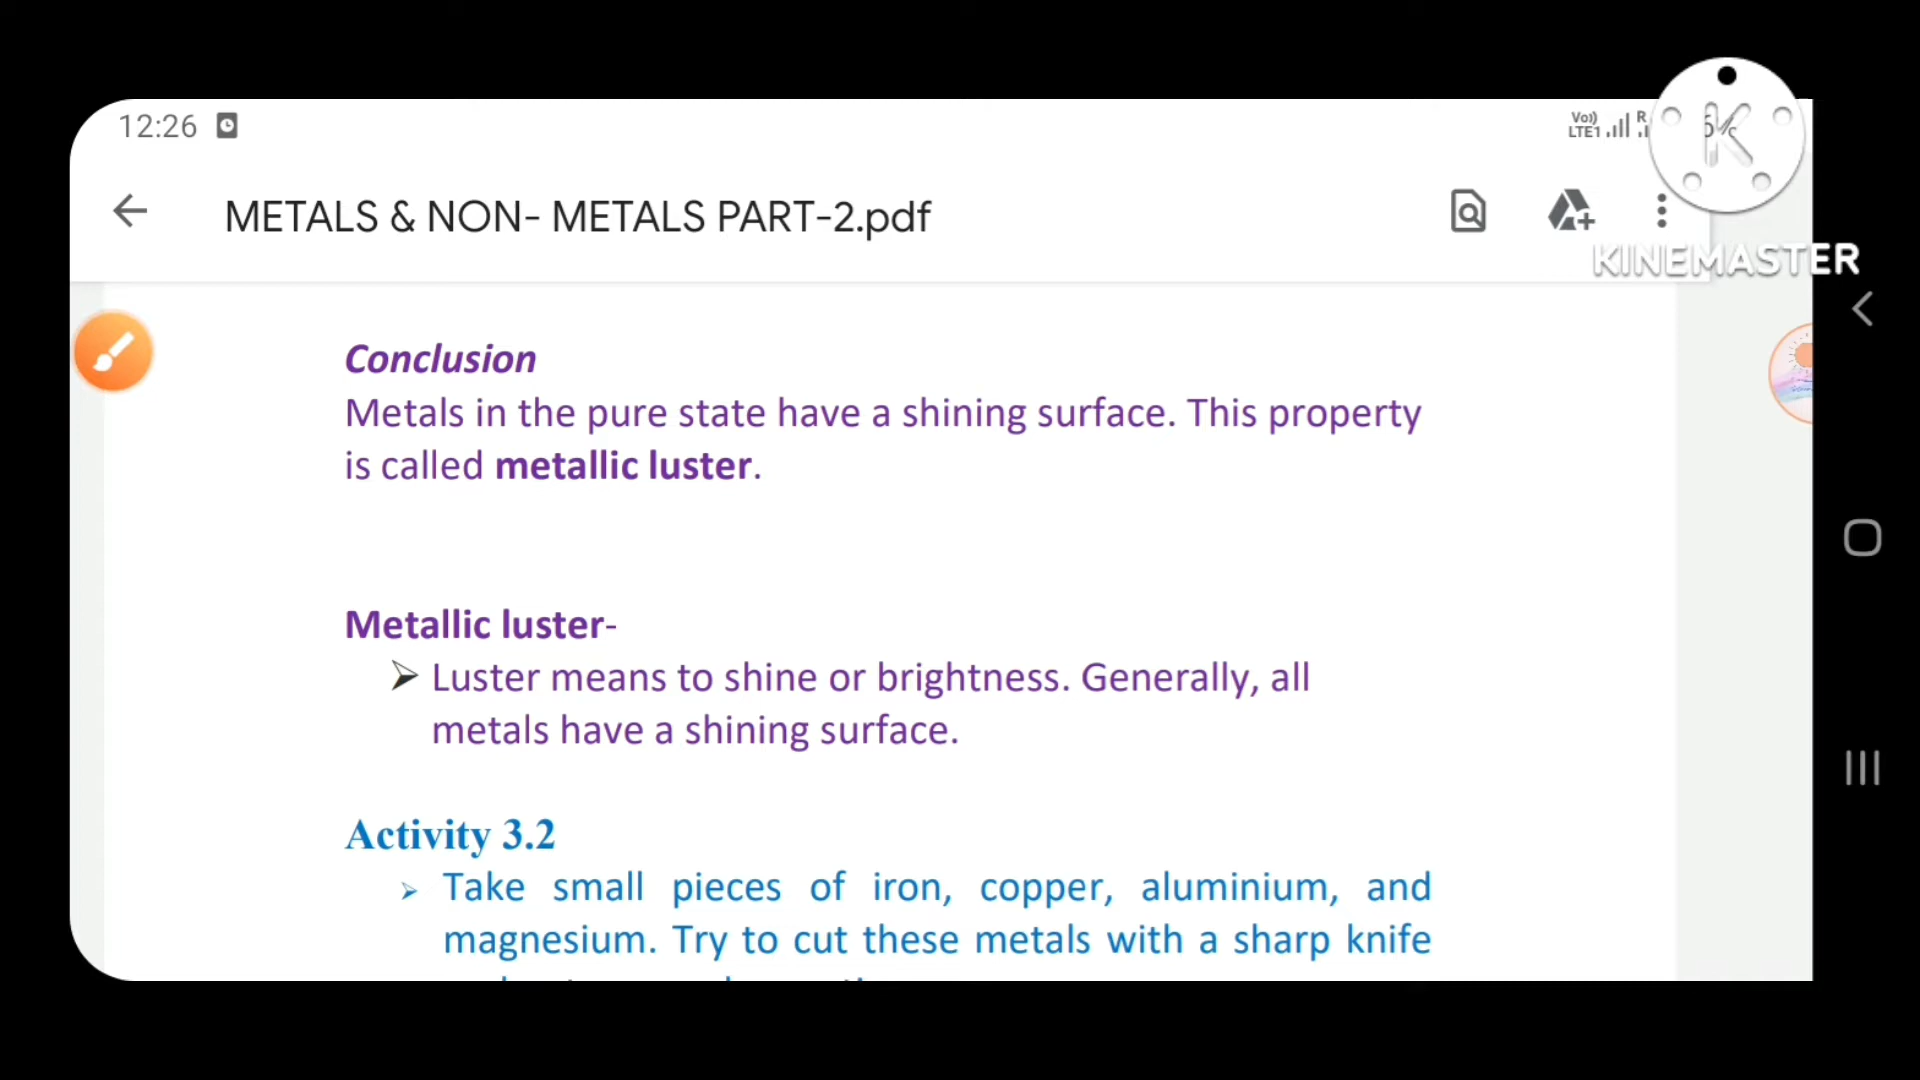 12:26
Vo)) LTE1 R
METALS & NON- METALS PART-2.pdf
KINEMASTER
Conclusion
Metals in the pure state have a shining surface. This property
is called metallic luster.
Metallic luster-
➢ Luster means to shine or brightness. Generally, all
metals have a shining surface.
Activity 3.2
➢ Take small pieces of iron, copper, aluminium, and
magnesium. Try to cut these metals with a sharp knife